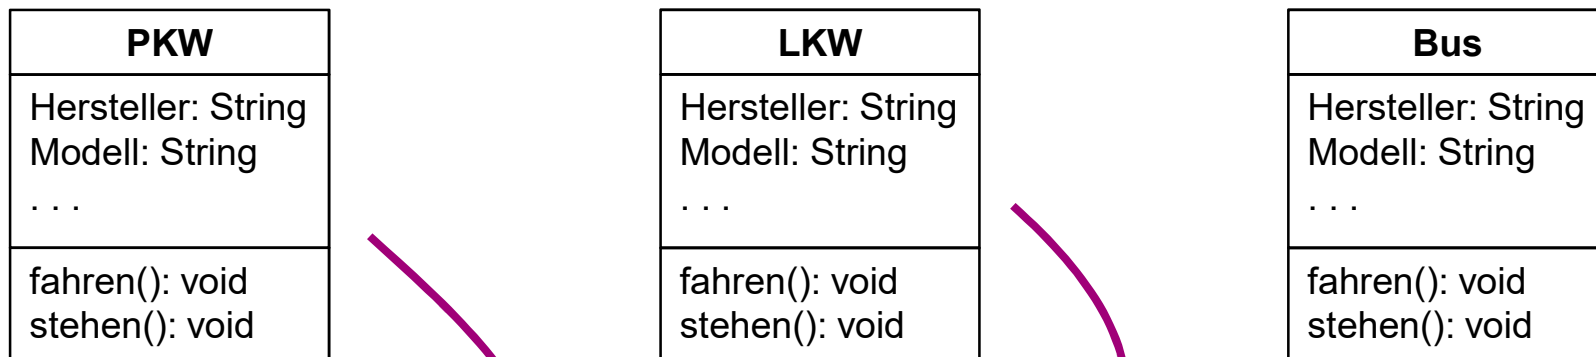 PKW
Hersteller: String
Modell: String
. . .
fahren(): void
stehen(): void
LKW
Hersteller: String
Modell: String
. . .
fahren(): void
stehen(): void
Bus
Hersteller: String
Modell: String
. . .
fahren(): void
stehen(): void